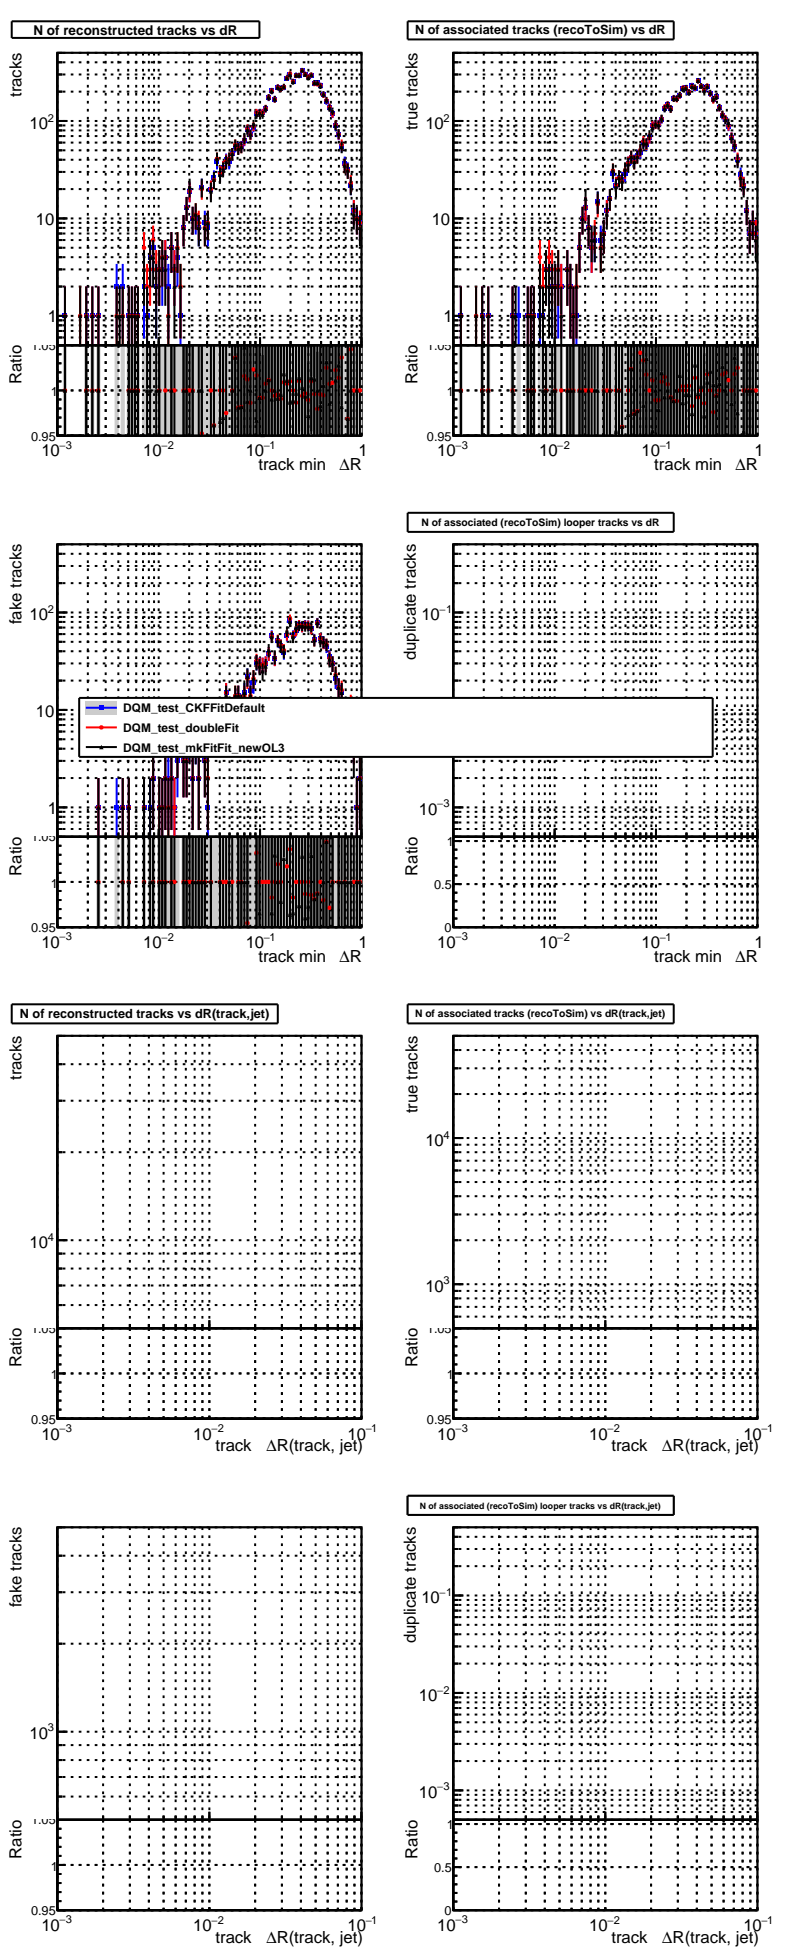 N of reconstructed tracks vs dR
tracks
10²
10
1
Ratio
1.05
1
0.95
10⁻³ 10⁻² 10⁻¹ 1
track min ΔR
N of associated tracks (recoToSim) vs dR
true tracks
10²
10
1
Ratio
1.05
1
0.95
10⁻³ 10⁻² 10⁻¹ 1
track min ΔR
fake tracks
10²
10
1
Ratio
1.05
1
0.95
10⁻³ 10⁻² 10⁻¹ 1
track min ΔR
N of associated (recoToSim) looper tracks vs dR
duplicate tracks
10⁻¹
10⁻³
Ratio
1
0.5
0
10⁻³ 10⁻² 10⁻¹ 1
track min ΔR
DQM_test_CKFFitDefault
DQM_test_doubleFit
DQM_test_mkFitFit_newOL3
N of reconstructed tracks vs dR(track,jet)
tracks
10⁴
Ratio
1.05
1
0.95
10⁻³ 10⁻² 10⁻¹
track ΔR(track, jet)
N of associated tracks (recoToSim) vs dR(track,jet)
true tracks
10⁴
10³
Ratio
1.05
1
0.95
10⁻³ 10⁻² 10⁻¹
track ΔR(track, jet)
fake tracks
10³
Ratio
1.05
1
0.95
10⁻³ 10⁻² 10⁻¹
track ΔR(track, jet)
N of associated (recoToSim) looper tracks vs dR(track,jet)
duplicate tracks
10⁻¹
10⁻²
10⁻³
Ratio
1
0.5
0
10⁻³ 10⁻² 10⁻¹
track ΔR(track, jet)